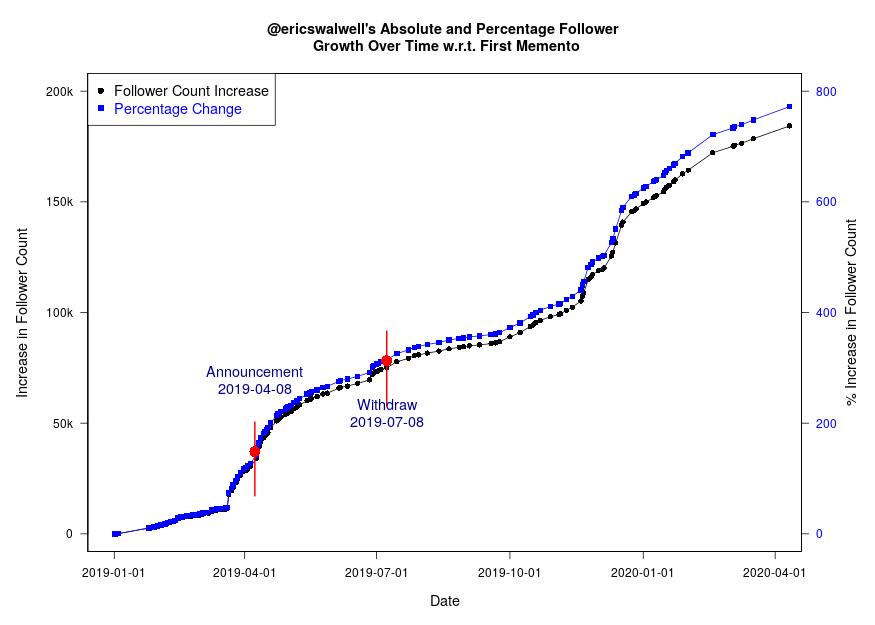 @ericswalwell's Absolute and Percentage Follower
Growth Over Time w.r.t. First Memento
Follower Count Increase
Percentage Change
200k
150k
100k
50k
0
Increase in Follower Count
800
600
400
200
0
% Increase in Follower Count
Announcement
2019-04-08
Withdraw
2019-07-08
2019-01-01
2019-04-01
2019-07-01
2019-10-01
2020-01-01
2020-04-01
Date